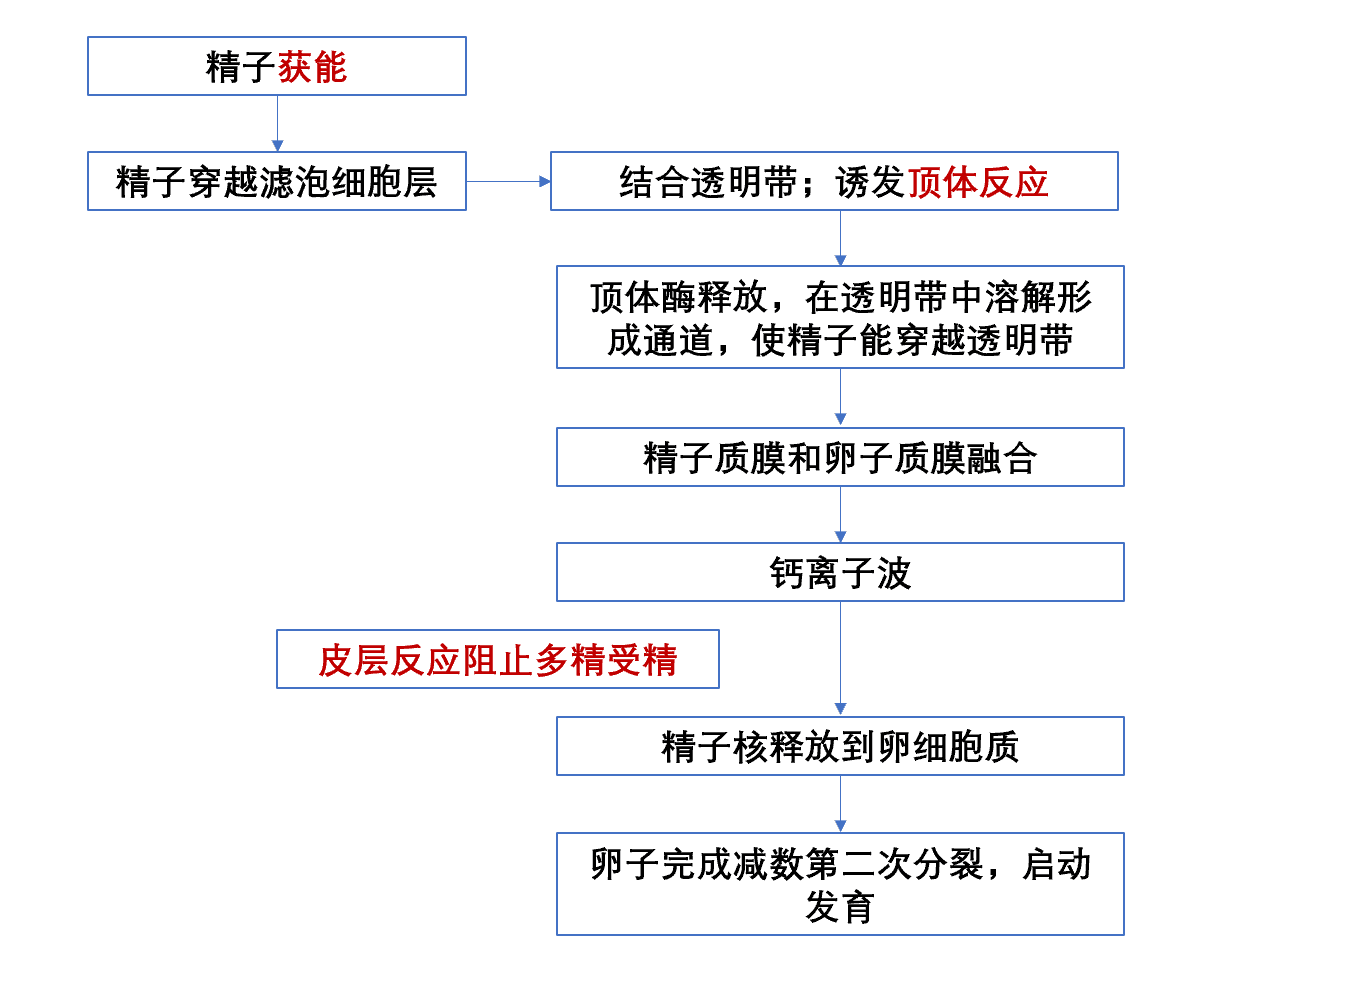 精子获能
精子穿越滤泡细胞层
结合透明带；诱发顶体反应
顶体酶释放，在透明带中溶解形
成通道，使精子能穿越透明带
精子质膜和卵子质膜融合
钙离子波
皮层反应阻止多精受精
精子核释放到卵细胞质
卵子完成减数第二次分裂，启动
发育